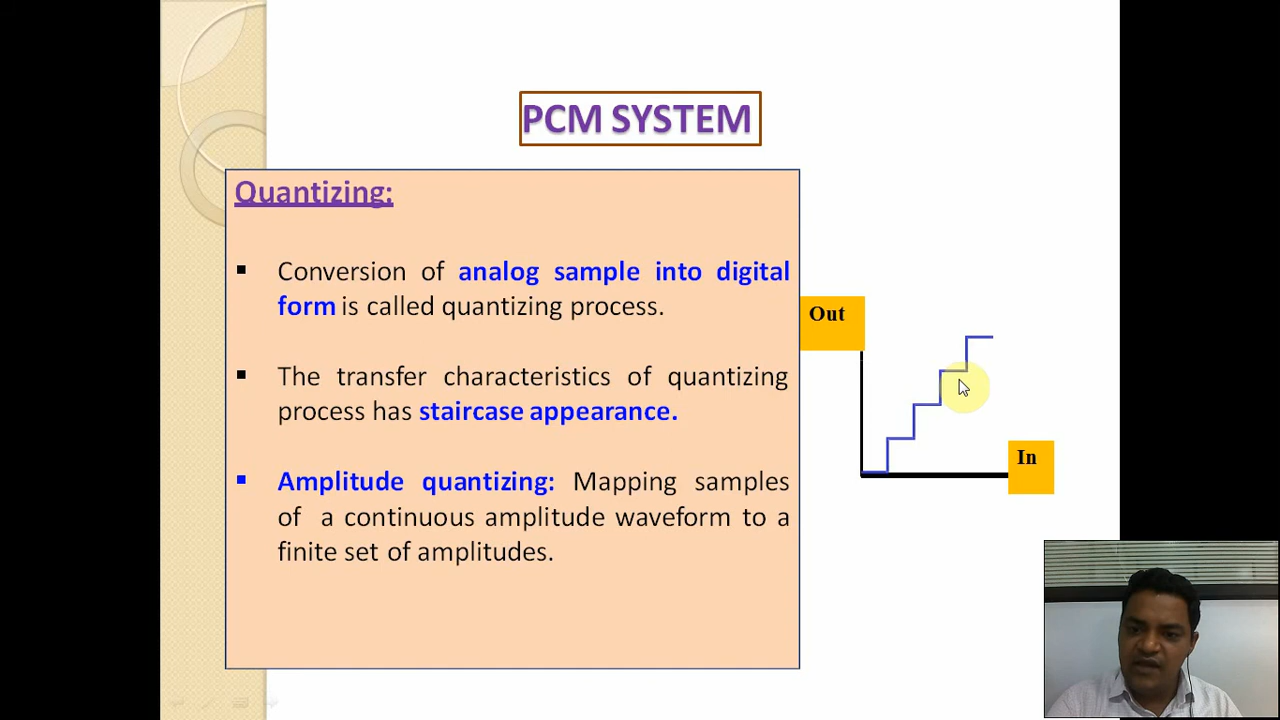 PCM SYSTEM
Quantizing:
▪ Conversion of analog sample into digital
form is called quantizing process.
▪ The transfer characteristics of quantizing
process has staircase appearance.
▪ Amplitude quantizing: Mapping samples
of a continuous amplitude waveform to a
finite set of amplitudes.
Out
In